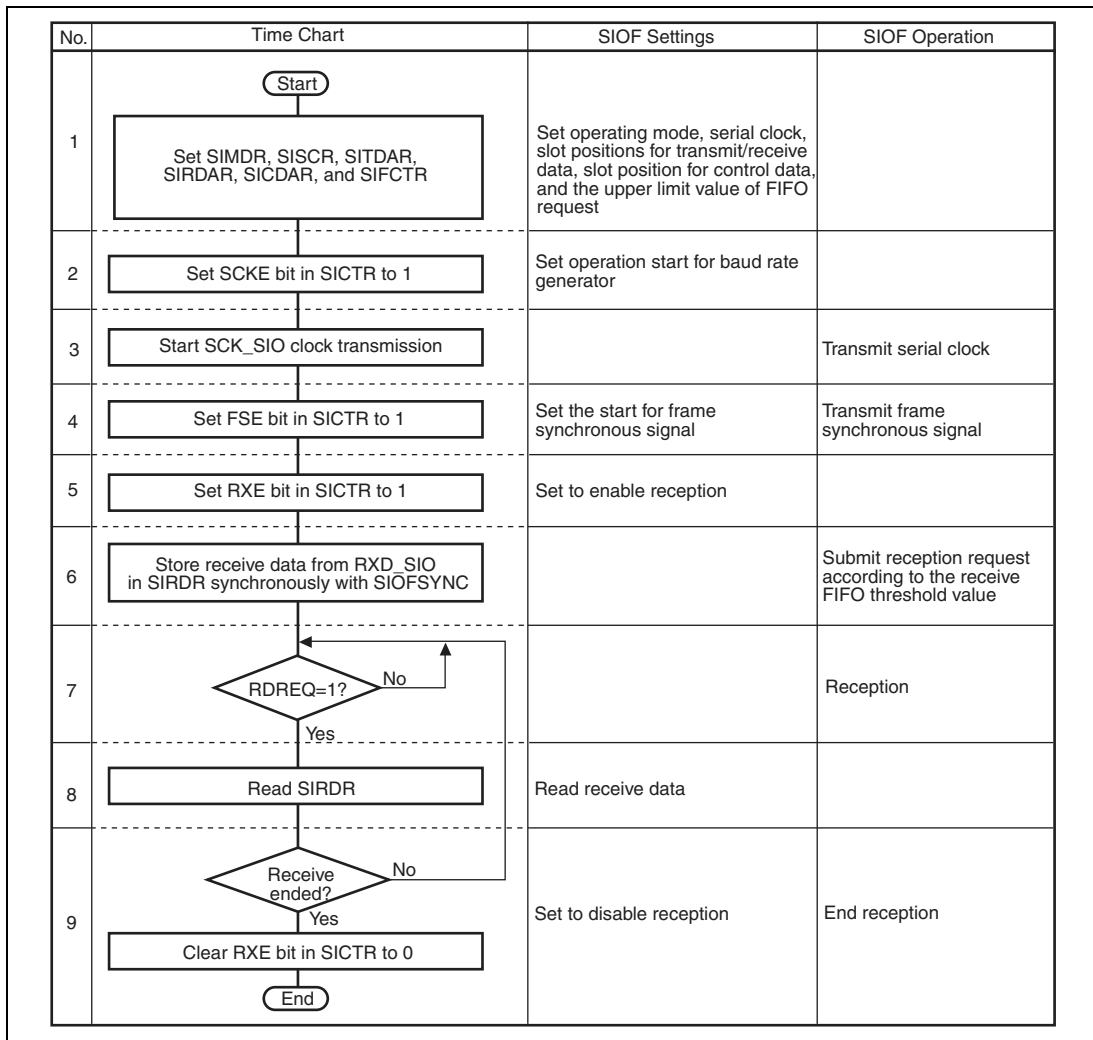 No.
Time Chart
SIOF Settings
SIOF Operation
Start
1
Set SIMDR, SISCR, SITDAR,
SIRDAR, SICDAR, and SIFCTR
Set operating mode, serial clock,
slot positions for transmit/receive
data, slot position for control data,
and the upper limit value of FIFO
request
2
Set SCKE bit in SICTR to 1
Set operation start for baud rate
generator
3
Start SCK_SIO clock transmission
Transmit serial clock
4
Set FSE bit in SICTR to 1
Set the start for frame
synchronous signal
Transmit frame
synchronous signal
5
Set RXE bit in SICTR to 1
Set to enable reception
6
Store receive data from RXD_SIO
in SIRDR synchronously with SIOFSYNC
Submit reception request
according to the receive
FIFO threshold value
7
RDREQ=1?
No
Yes
Reception
8
Read SIRDR
Read receive data
9
Receive
ended?
No
Yes
Clear RXE bit in SICTR to 0
Set to disable reception
End reception
End